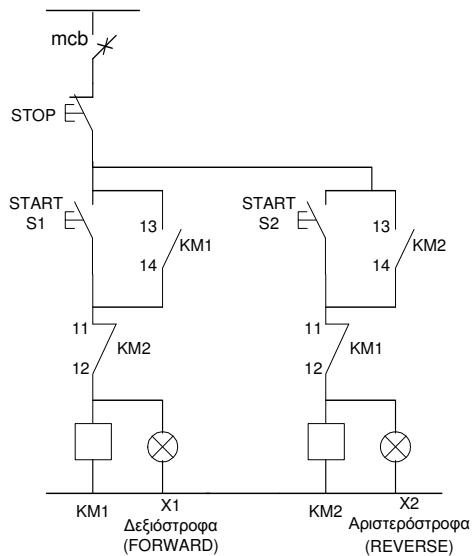 mcb
STOP
START
S1
13
14
KM1
START
S2
13
14
KM2
11
12
KM2
11
12
KM1
KM1
X1
Δεξιόστροφα
(FORWARD)
KM2
X2
Αριστερόστροφα
(REVERSE)